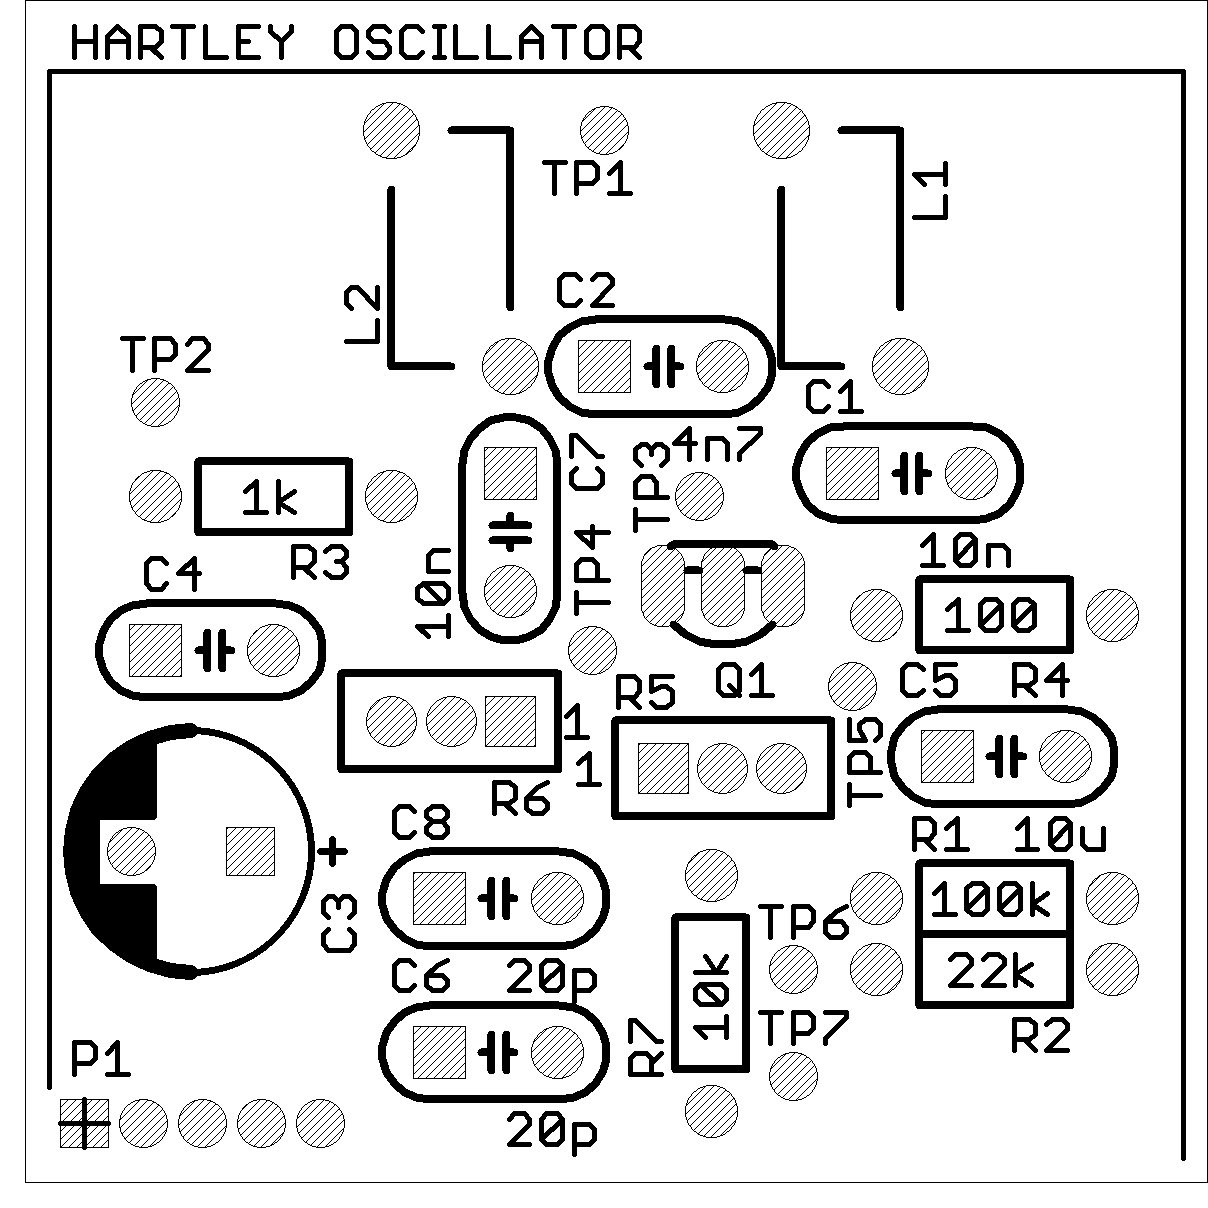 HARTLEY OSCILLATOR
TP1
L1
L2
C2
TP2
C1
4n7
C7
TP3
1k
R3
10n
TP4
10n
C4
100
Q1
C5
R4
R5
1
1
R6
TP5
C8
R1
10u
+
C3
100k
TP6
C6
20p
10k
22k
R7
TP7
R2
P1
20p